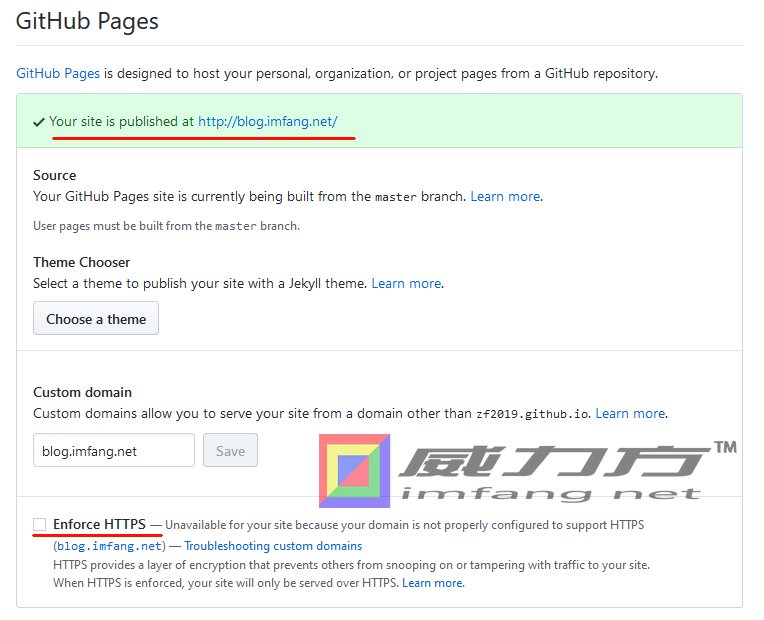 GitHub Pages
GitHub Pages is designed to host your personal, organization, or project pages from a GitHub repository.
Your site is published at http://blog.imfang.net/
Source
Your GitHub Pages site is currently being built from the master branch. Learn more.
User pages must be built from the master branch.
Theme Chooser
Select a theme to publish your site with a Jekyll theme. Learn more.
Choose a theme
Custom domain
Custom domains allow you to serve your site from a domain other than zf2019.github.io. Learn more.
blog.imfang.net
Save
威力方™
imfang net
Enforce HTTPS — Unavailable for your site because your domain is not properly configured to support HTTPS
(blog.imfang.net) — Troubleshooting custom domains
HTTPS provides a layer of encryption that prevents others from snooping on or tampering with traffic to your site.
When HTTPS is enforced, your site will only be served over HTTPS. Learn more.